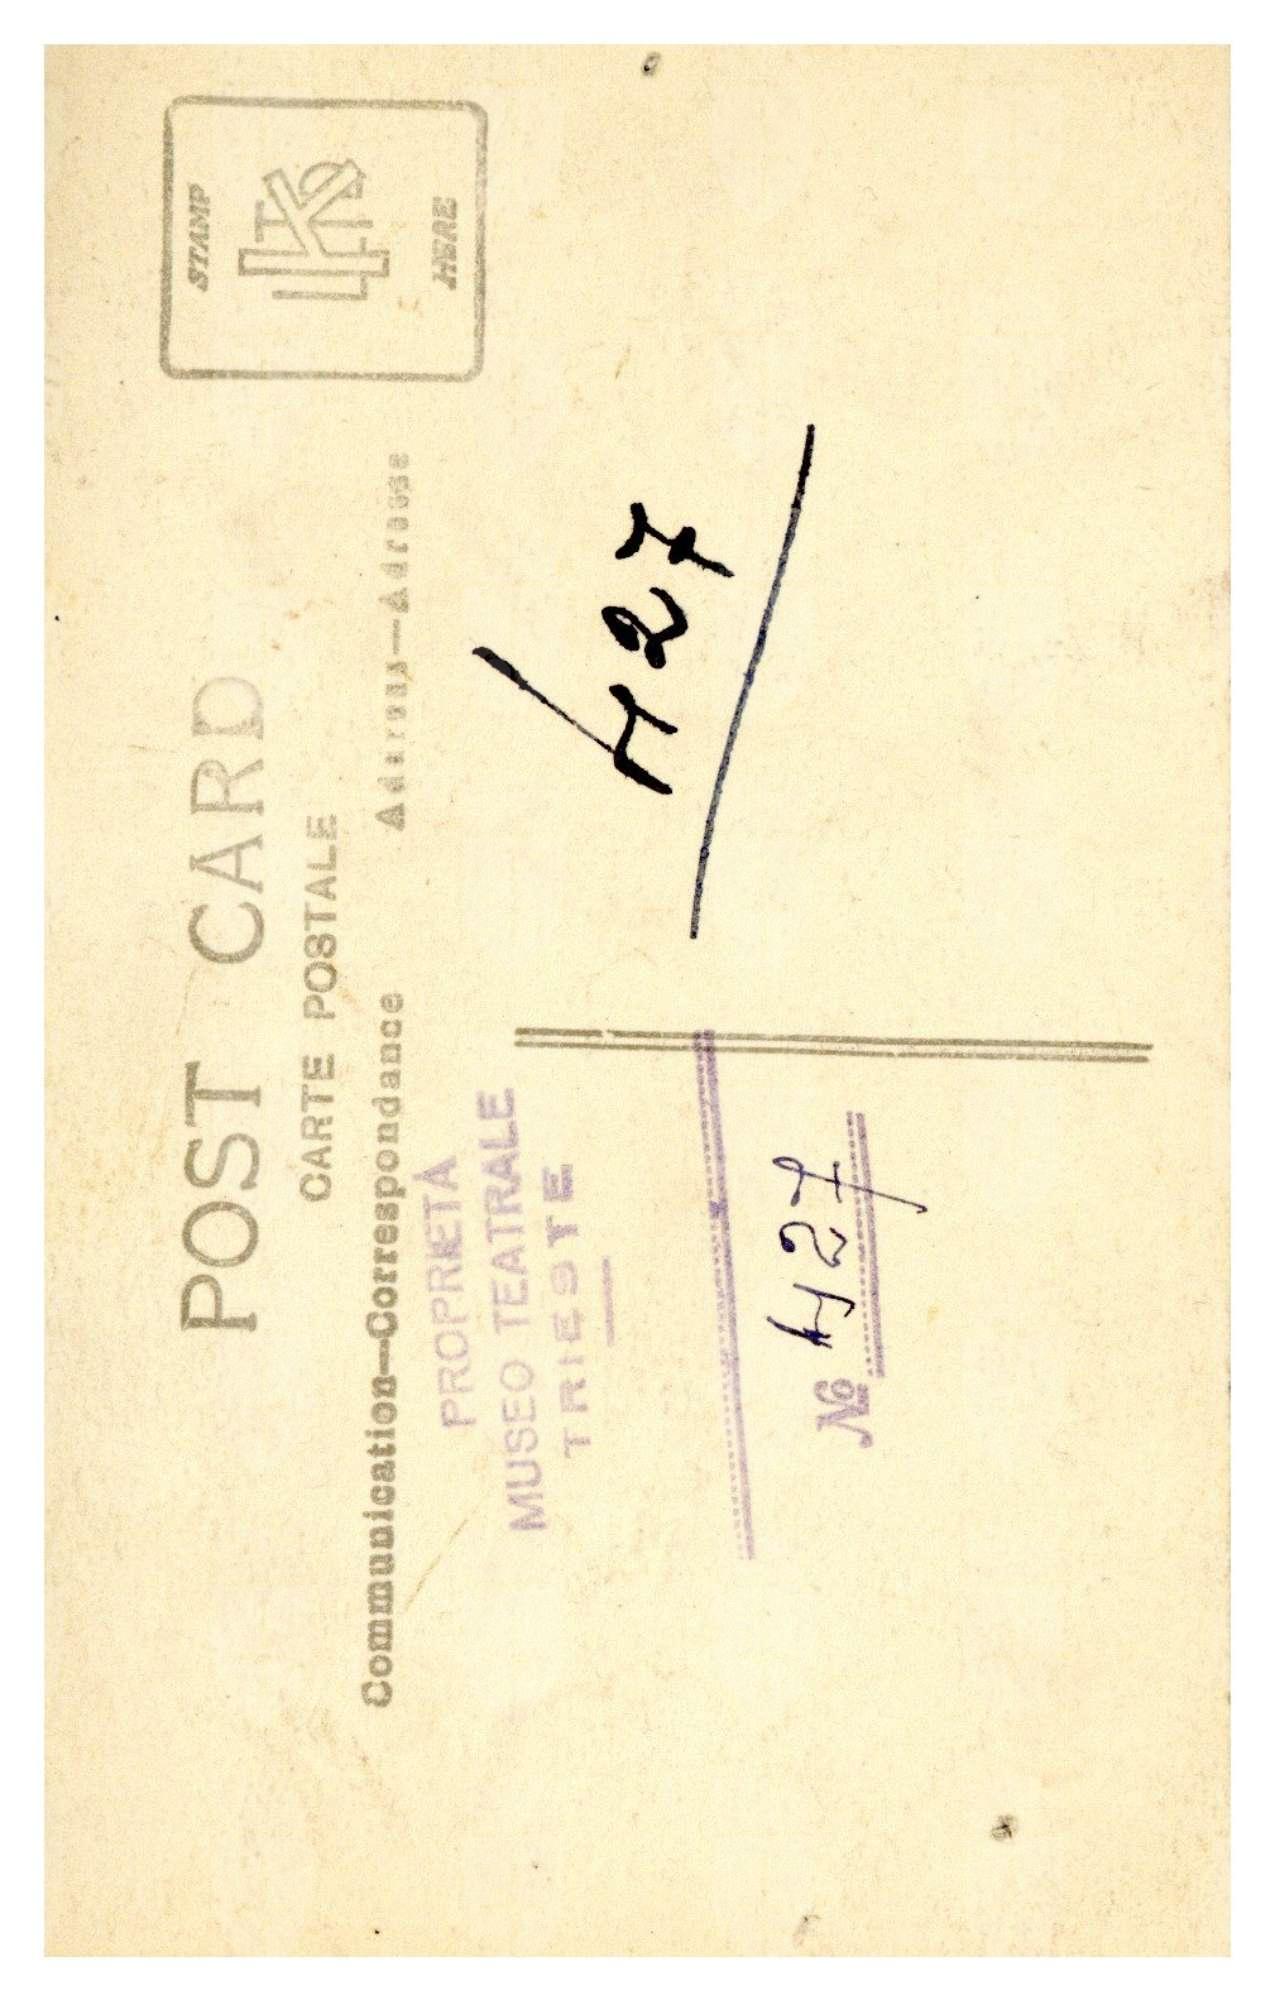 POST CARD
CARTE POSTALE
Communication—Correspondance
Address—Adresse
STAMP
HERE
PROPRIETÀ
MUSEO TEATRALE
TRIESTE
427
№ 427